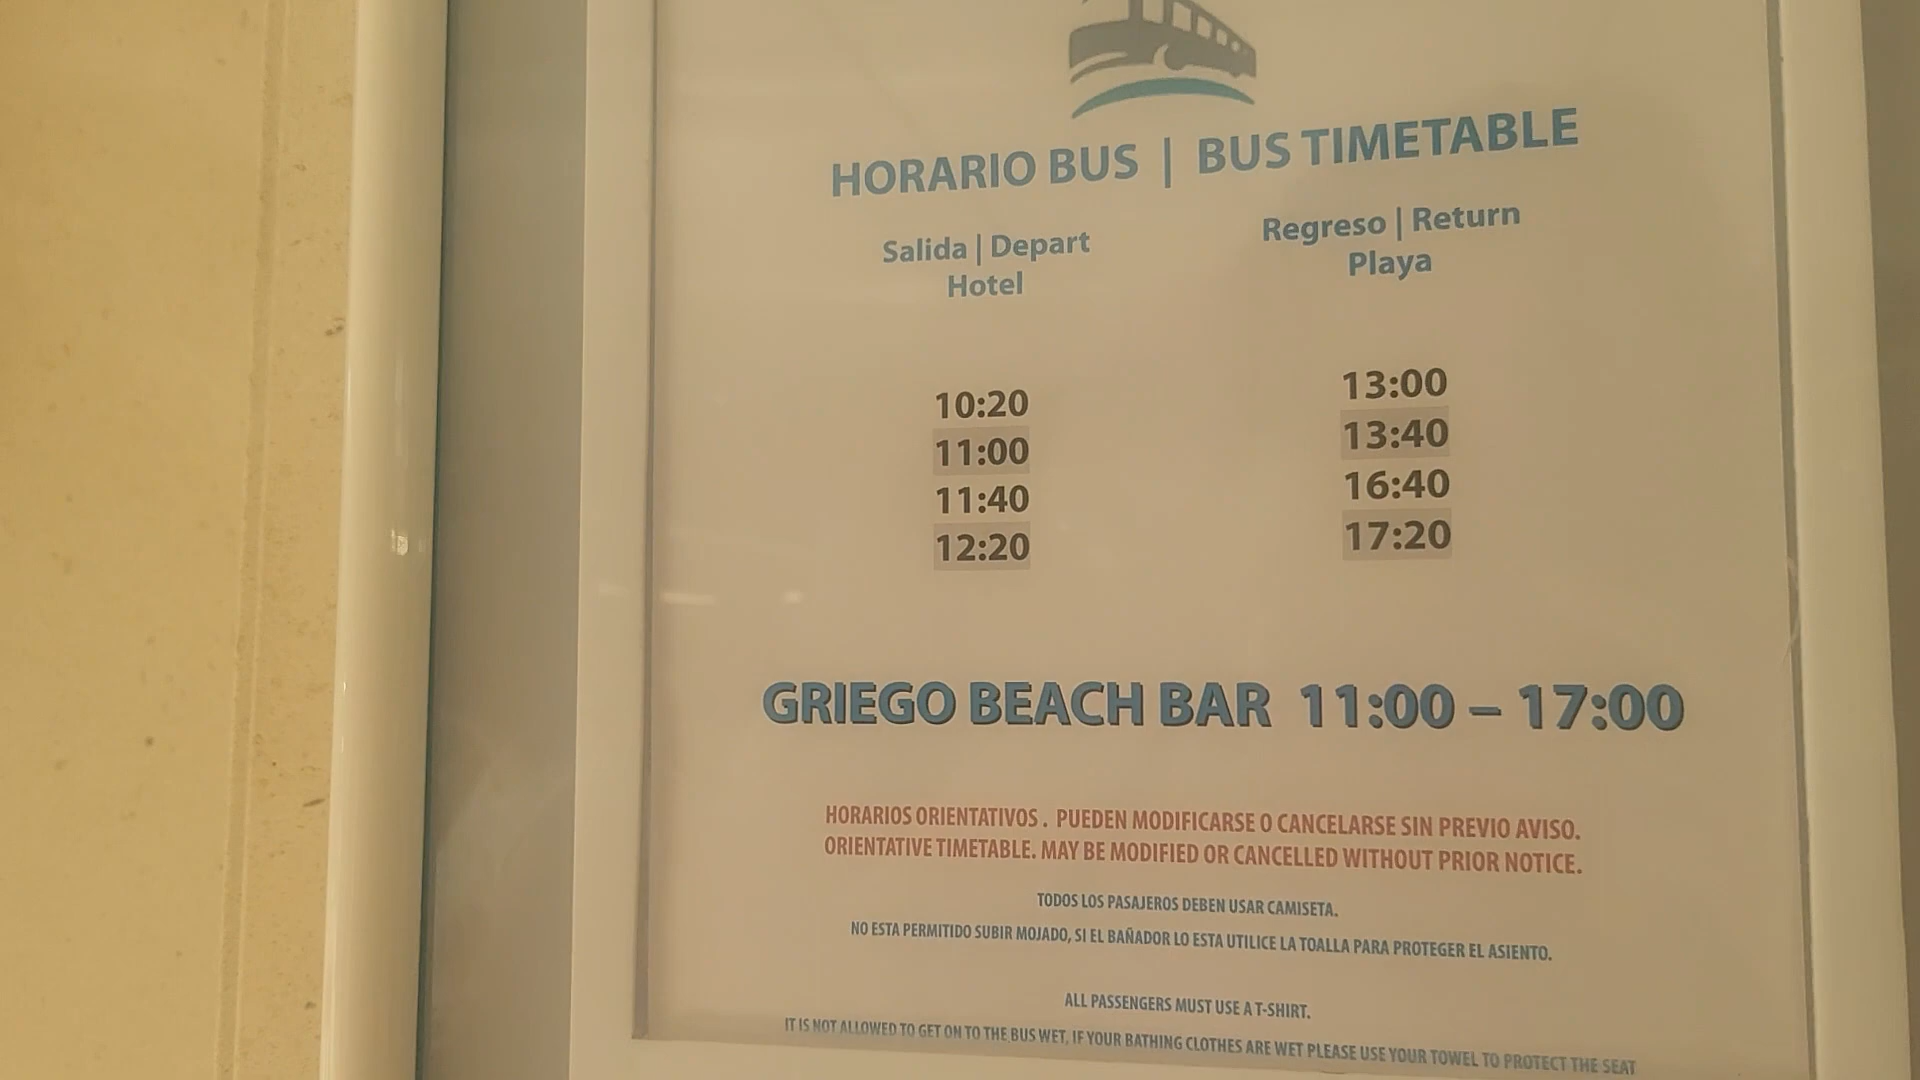 HORARIO BUS | BUS TIMETABLE
Salida | Depart
Hotel
Regreso | Return
Playa
10:20
11:00
11:40
12:20
13:00
13:40
16:40
17:20
GRIEGO BEACH BAR 11:00 – 17:00
HORARIOS ORIENTATIVOS . PUEDEN MODIFICARSE O CANCELARSE SIN PREVIO AVISO.
ORIENTATIVE TIMETABLE. MAY BE MODIFIED OR CANCELLED WITHOUT PRIOR NOTICE.
TODOS LOS PASAJEROS DEBEN USAR CAMISETA.
NO ESTA PERMITIDO SUBIR MOJADO, SI EL BAÑADOR LO ESTA UTILICE LA TOALLA PARA PROTEGER EL ASIENTO.
ALL PASSENGERS MUST USE A T-SHIRT.
IT IS NOT ALLOWED TO GET ON TO THE BUS WET, IF YOUR BATHING CLOTHES ARE WET PLEASE USE YOUR TOWEL TO PROTECT THE SEAT